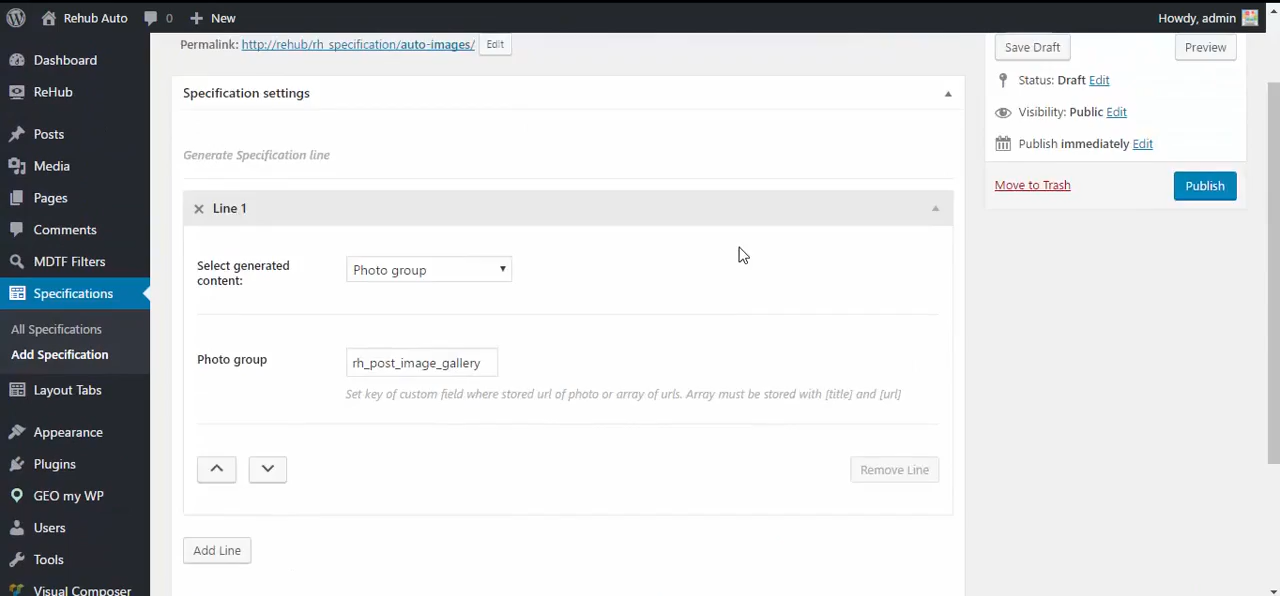 Rehub Auto 0 New Howdy, admin
Dashboard
ReHub
Posts
Media
Pages
Comments
MDTF Filters
Specifications
All Specifications
Add Specification
Layout Tabs
Appearance
Plugins
GEO my WP
Users
Tools
Visual Composer
Permalink: http://rehub/rh_specification/auto-images/ Edit
Specification settings
Generate Specification line
Line 1
Select generated
content:
Photo group
Photo group
rh_post_image_gallery
Set key of custom field where stored url of photo or array of urls. Array must be stored with [title] and [url]
Remove Line
Add Line
Save Draft Preview
Status: Draft Edit
Visibility: Public Edit
Publish immediately Edit
Move to Trash Publish